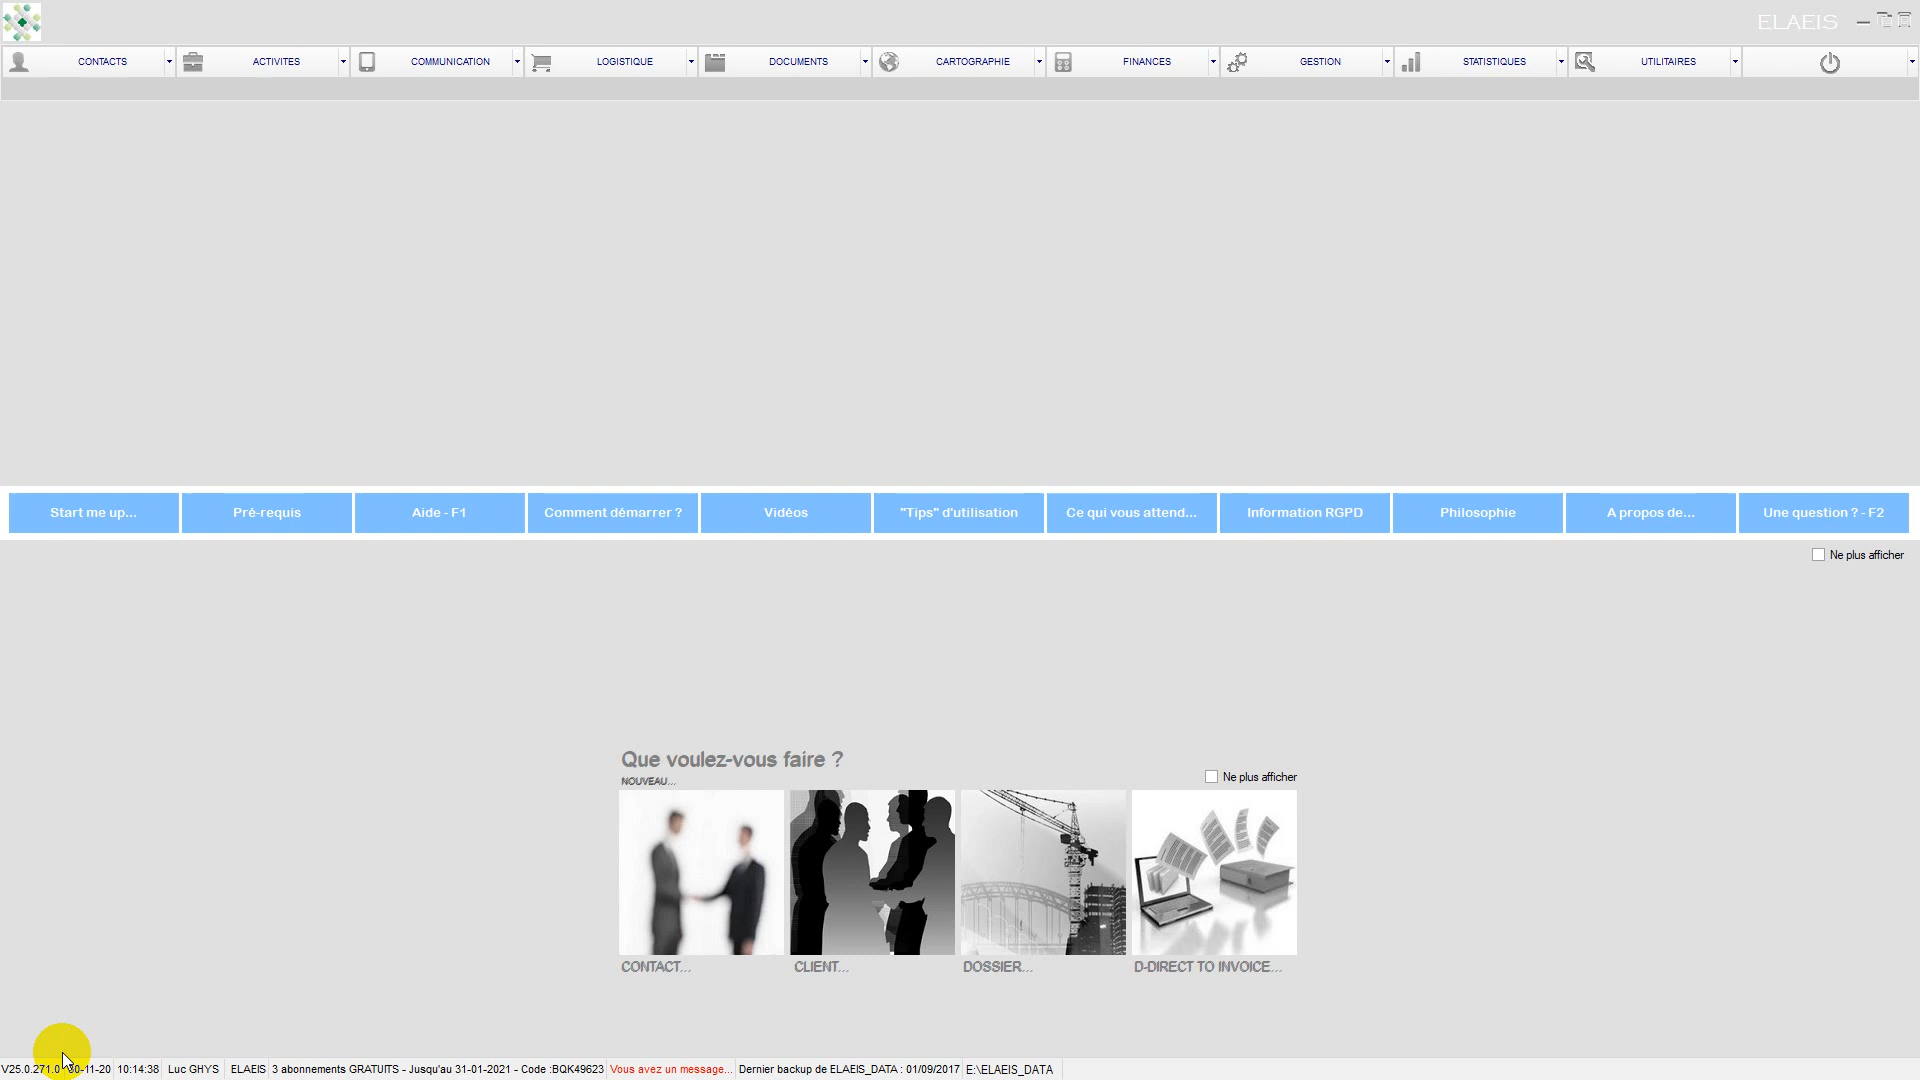 ELAEIS
CONTACTS
ACTIVITES
COMMUNICATION
LOGISTIQUE
DOCUMENTS
CARTOGRAPHIE
FINANCES
GESTION
STATISTIQUES
UTILITAIRES
Start me up...
Pré-requis
Aide - F1
Comment démarrer ?
Vidéos
"Tips" d'utilisation
Ce qui vous attend...
Information RGPD
Philosophie
A propos de...
Une question ? - F2
Ne plus afficher
Que voulez-vous faire ?
NOUVEAU...
Ne plus afficher
CONTACT...
CLIENT...
DOSSIER...
D-DIRECT TO INVOICE...
V25.0.271.0 30-11-20
10:14:38
Luc GHYS
ELAEIS
3 abonnements GRATUITS - Jusqu'au 31-01-2021 - Code :BQK49623
Vous avez un message...
Dernier backup de ELAEIS_DATA : 01/09/2017
E:\ELAEIS_DATA